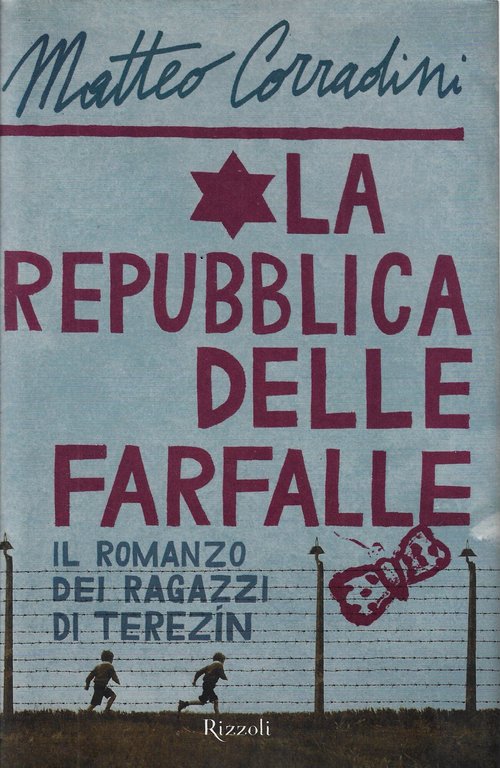 Matteo Corradini
LA
REPUBBLICA
DELLE
FARFALLE
IL ROMANZO
DEI RAGAZZI
DI TEREZÍN
Rizzoli